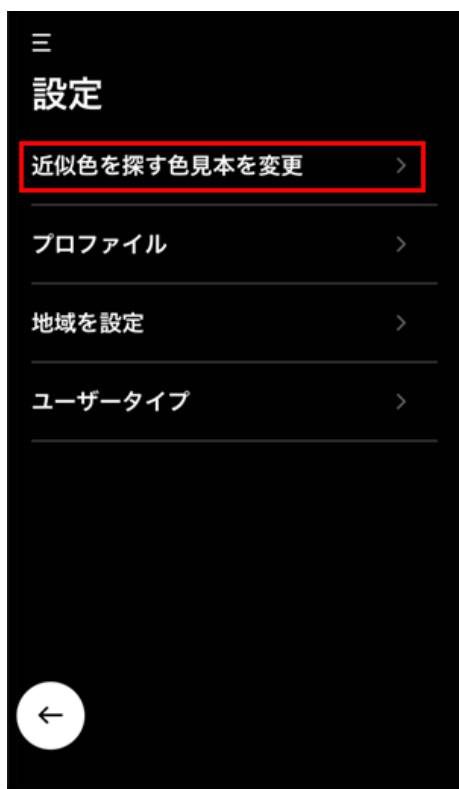 設定
近似色を探す色見本を変更
プロファイル
地域を設定
ユーザータイプ